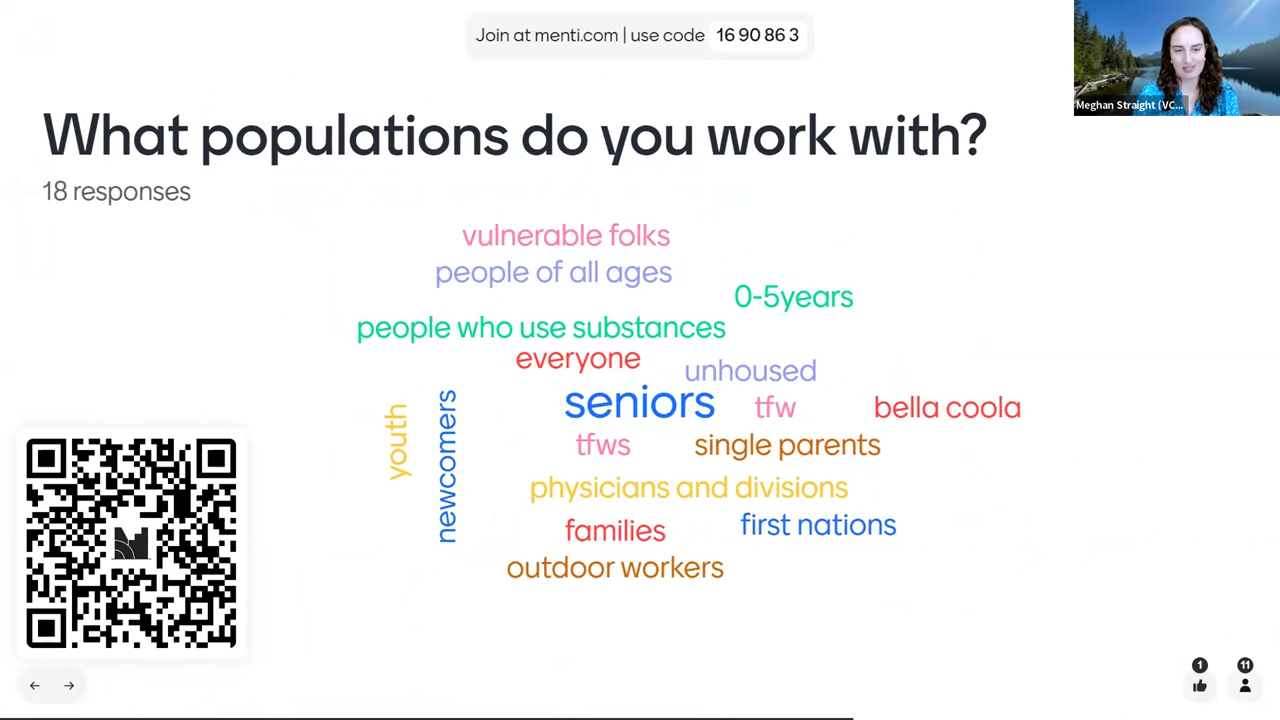 Join at menti.com | use code 16 90 86 3
Meghan Straight (VC...
What populations do you work with?
18 responses
vulnerable folks
people of all ages
0-5years
people who use substances
everyone
unhoused
seniors
tfw
bella coola
youth
newcomers
tfws
single parents
physicians and divisions
families
first nations
outdoor workers
1
11